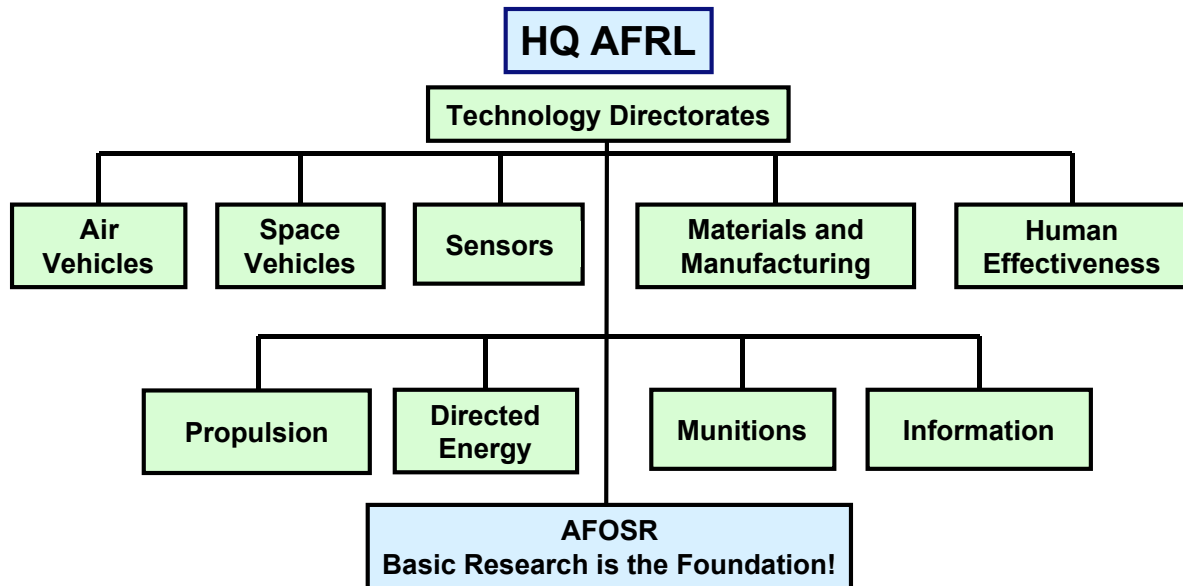 HQ AFRL
Technology Directorates
Air
Vehicles
Space
Vehicles
Sensors
Materials and
Manufacturing
Human
Effectiveness
Propulsion
Directed
Energy
Munitions
Information
AFOSR
Basic Research is the Foundation!